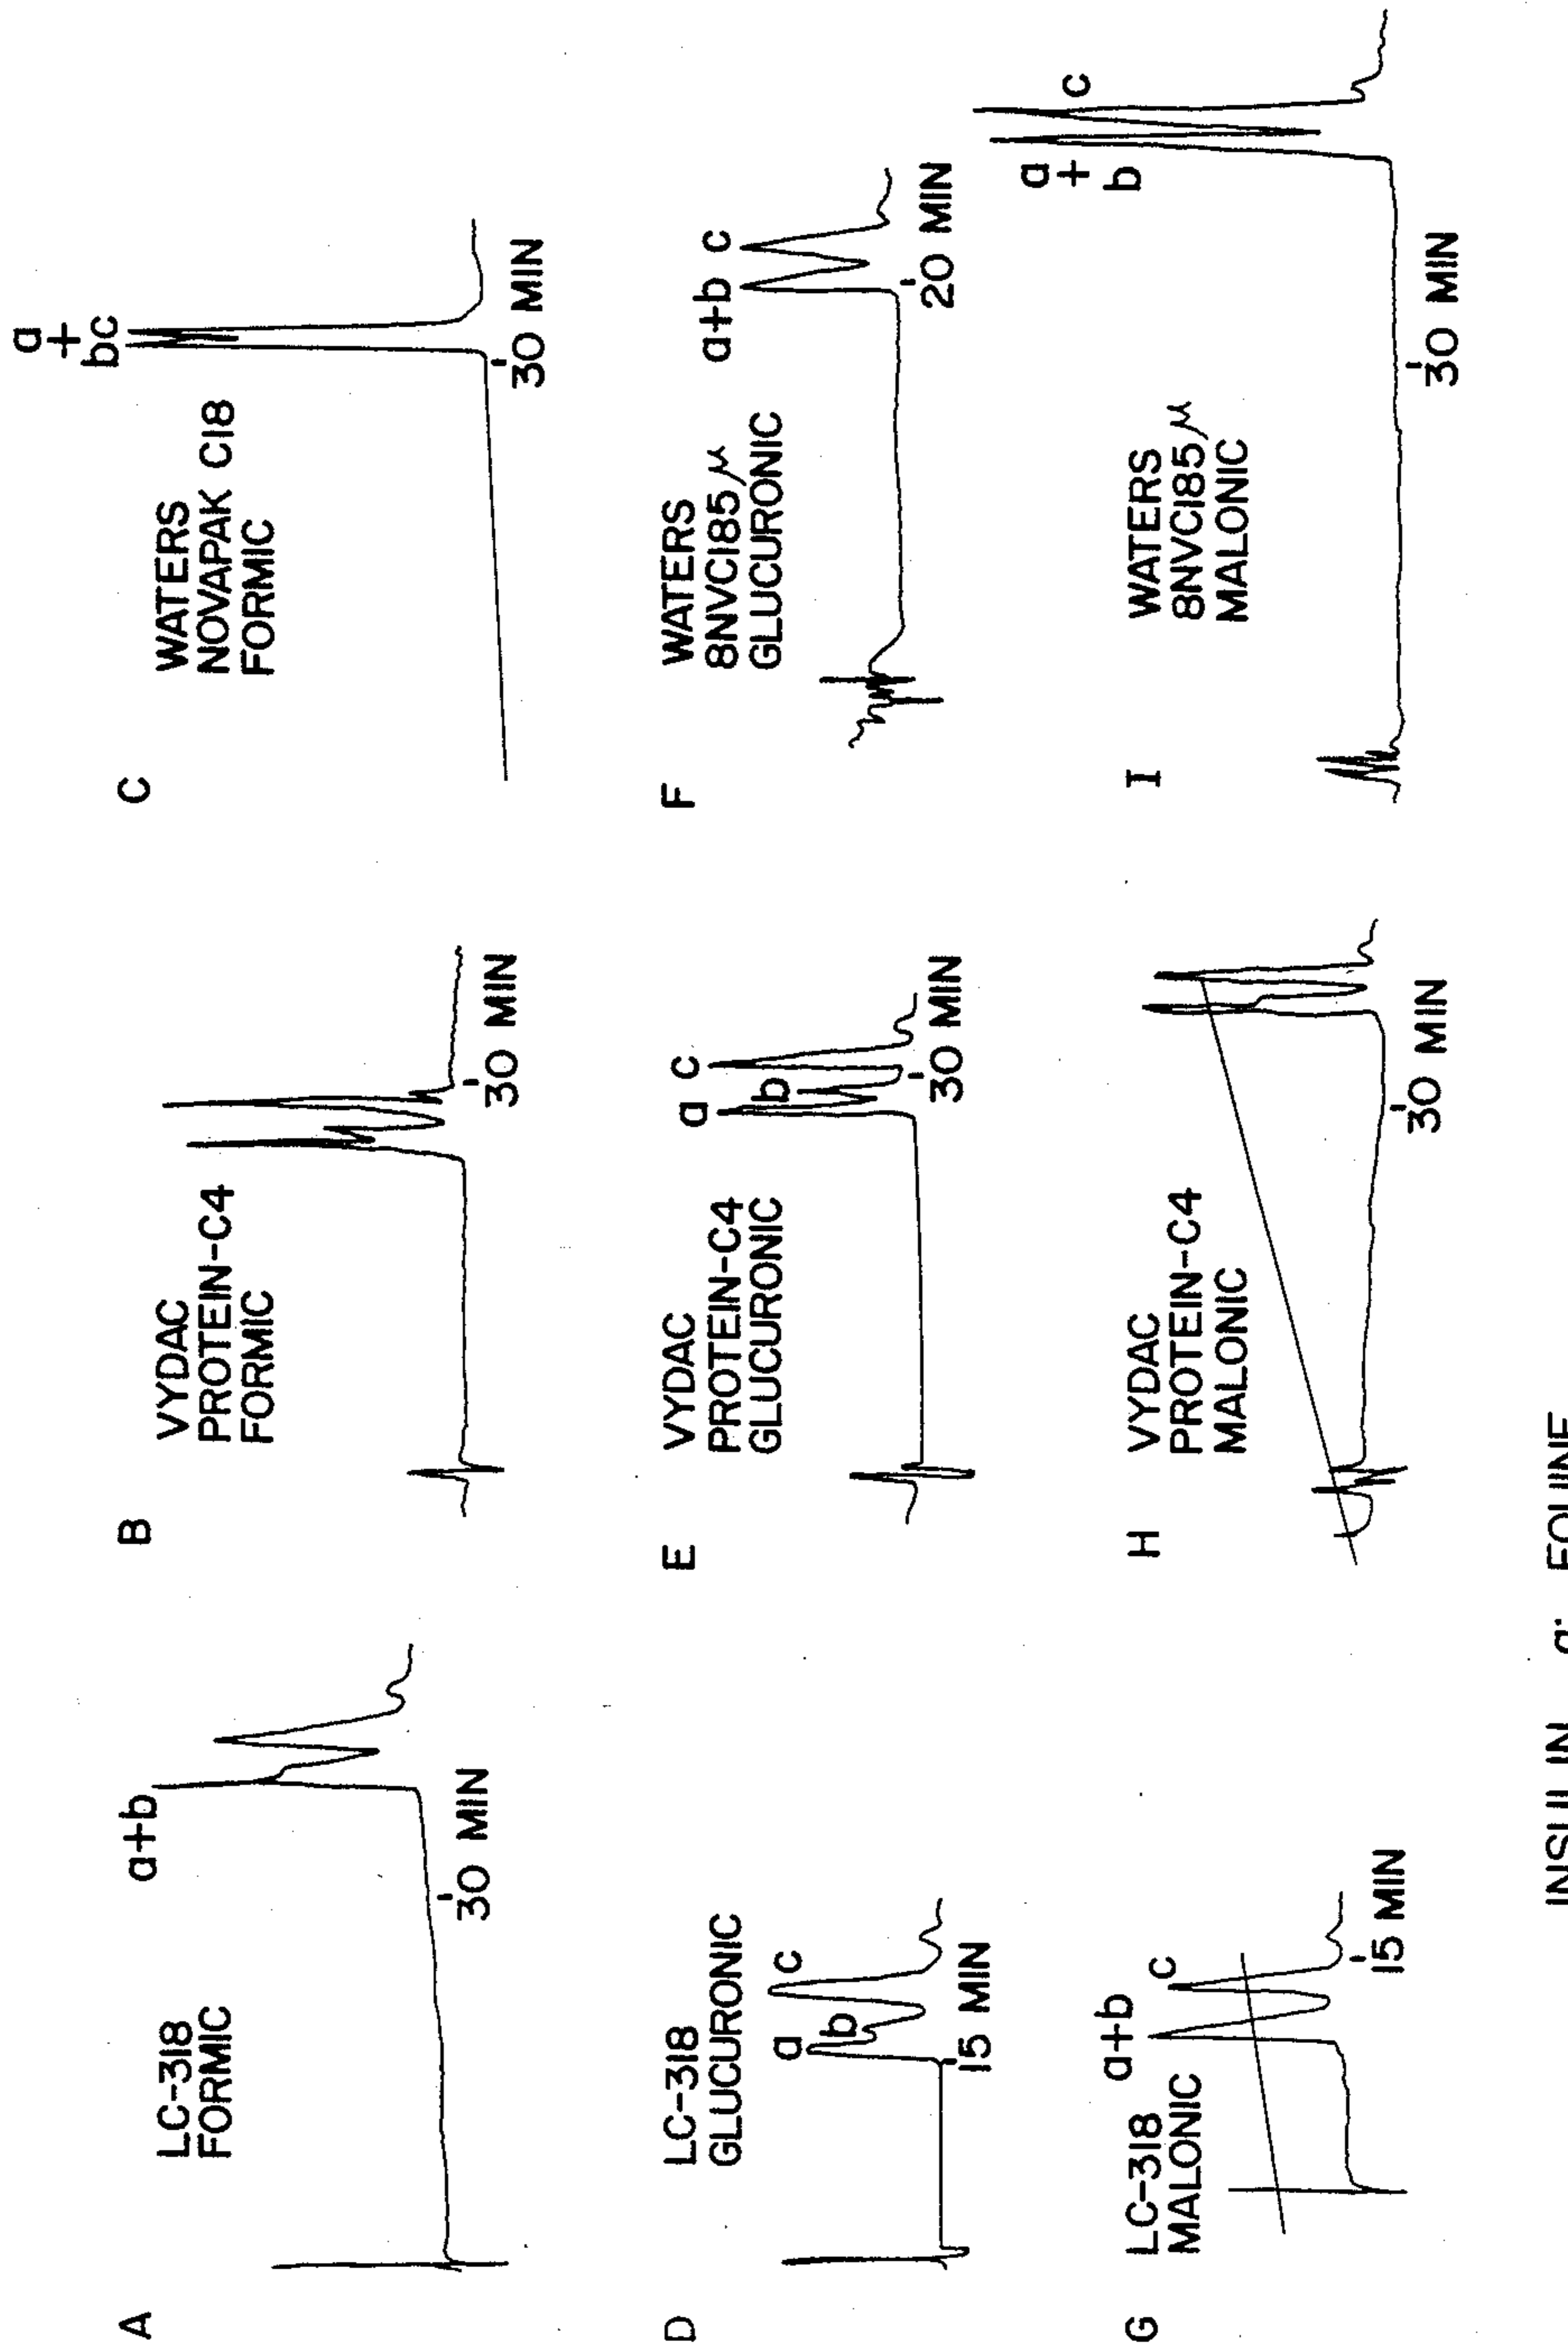 A
LC-318
FORMIC
a+b
30 MIN
B
VYDAC
PROTEIN-C4
FORMIC
30 MIN
C
WATERS
NOVAPAK C18
FORMIC
a
+
bc
30 MIN
D
LC-318
GLUCURONIC
a
b
c
15 MIN
E
VYDAC
PROTEIN-C4
GLUCURONIC
a
b
c
30 MIN
F
WATERS
8NVC185μ
GLUCURONIC
a+b c
20 MIN
G
LC-318
MALONIC
a+b
c
15 MIN
H
VYDAC
PROTEIN-C4
MALONIC
30 MIN
I
WATERS
8NVC185μ
MALONIC
a
+
b
c
30 MIN
INSULIN a: EQUINE